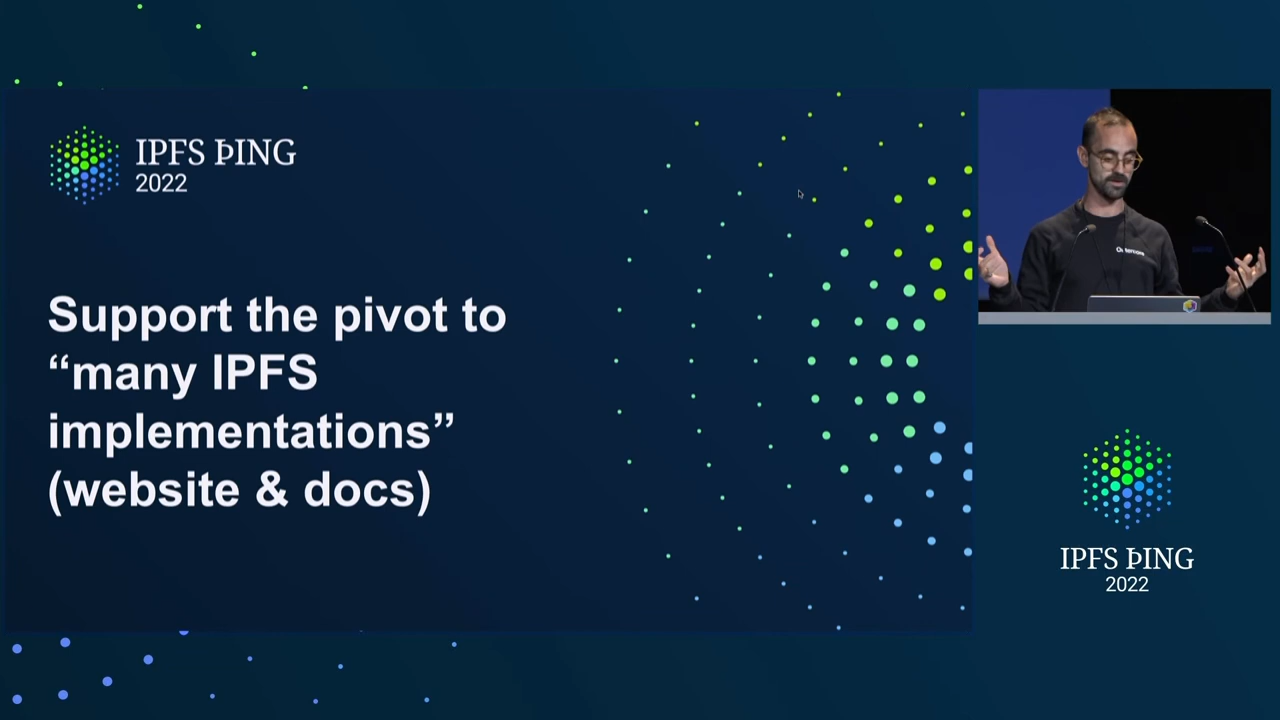 IPFS ÞING
2022
Support the pivot to
“many IPFS
implementations”
(website & docs)
IPFS ÞING
2022